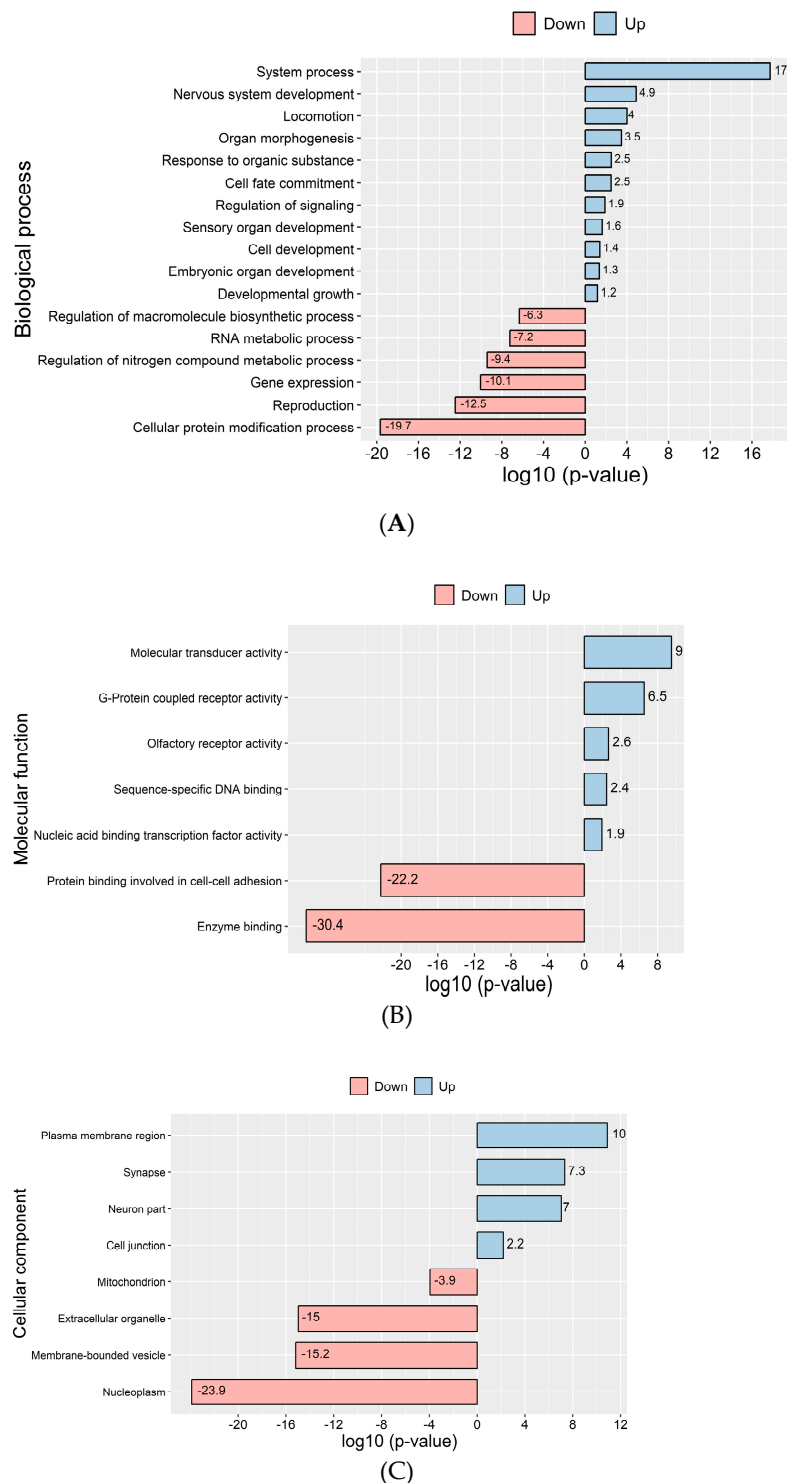 Down Up
Biological process
System process 17
Nervous system development 4.9
Locomotion 4
Organ morphogenesis 3.5
Response to organic substance 2.5
Cell fate commitment 2.5
Regulation of signaling 1.9
Sensory organ development 1.6
Cell development 1.4
Embryonic organ development 1.3
Developmental growth 1.2
Regulation of macromolecule biosynthetic process -6.3
RNA metabolic process -7.2
Regulation of nitrogen compound metabolic process -9.4
Gene expression -10.1
Reproduction -12.5
Cellular protein modification process -19.7
-20 -16 -12 -8 -4 0 4 8 12 16
log10 (p-value)
(A)
Down Up
Molecular function
Molecular transducer activity 9
G-Protein coupled receptor activity 6.5
Olfactory receptor activity 2.6
Sequence-specific DNA binding 2.4
Nucleic acid binding transcription factor activity 1.9
Protein binding involved in cell-cell adhesion -22.2
Enzyme binding -30.4
-20 -16 -12 -8 -4 0 4 8
log10 (p-value)
(B)
Down Up
Cellular component
Plasma membrane region 10
Synapse 7.3
Neuron part 7
Cell junction 2.2
Mitochondrion -3.9
Extracellular organelle -15
Membrane-bounded vesicle -15.2
Nucleoplasm -23.9
-20 -16 -12 -8 -4 0 4 8 12
log10 (p-value)
(C)